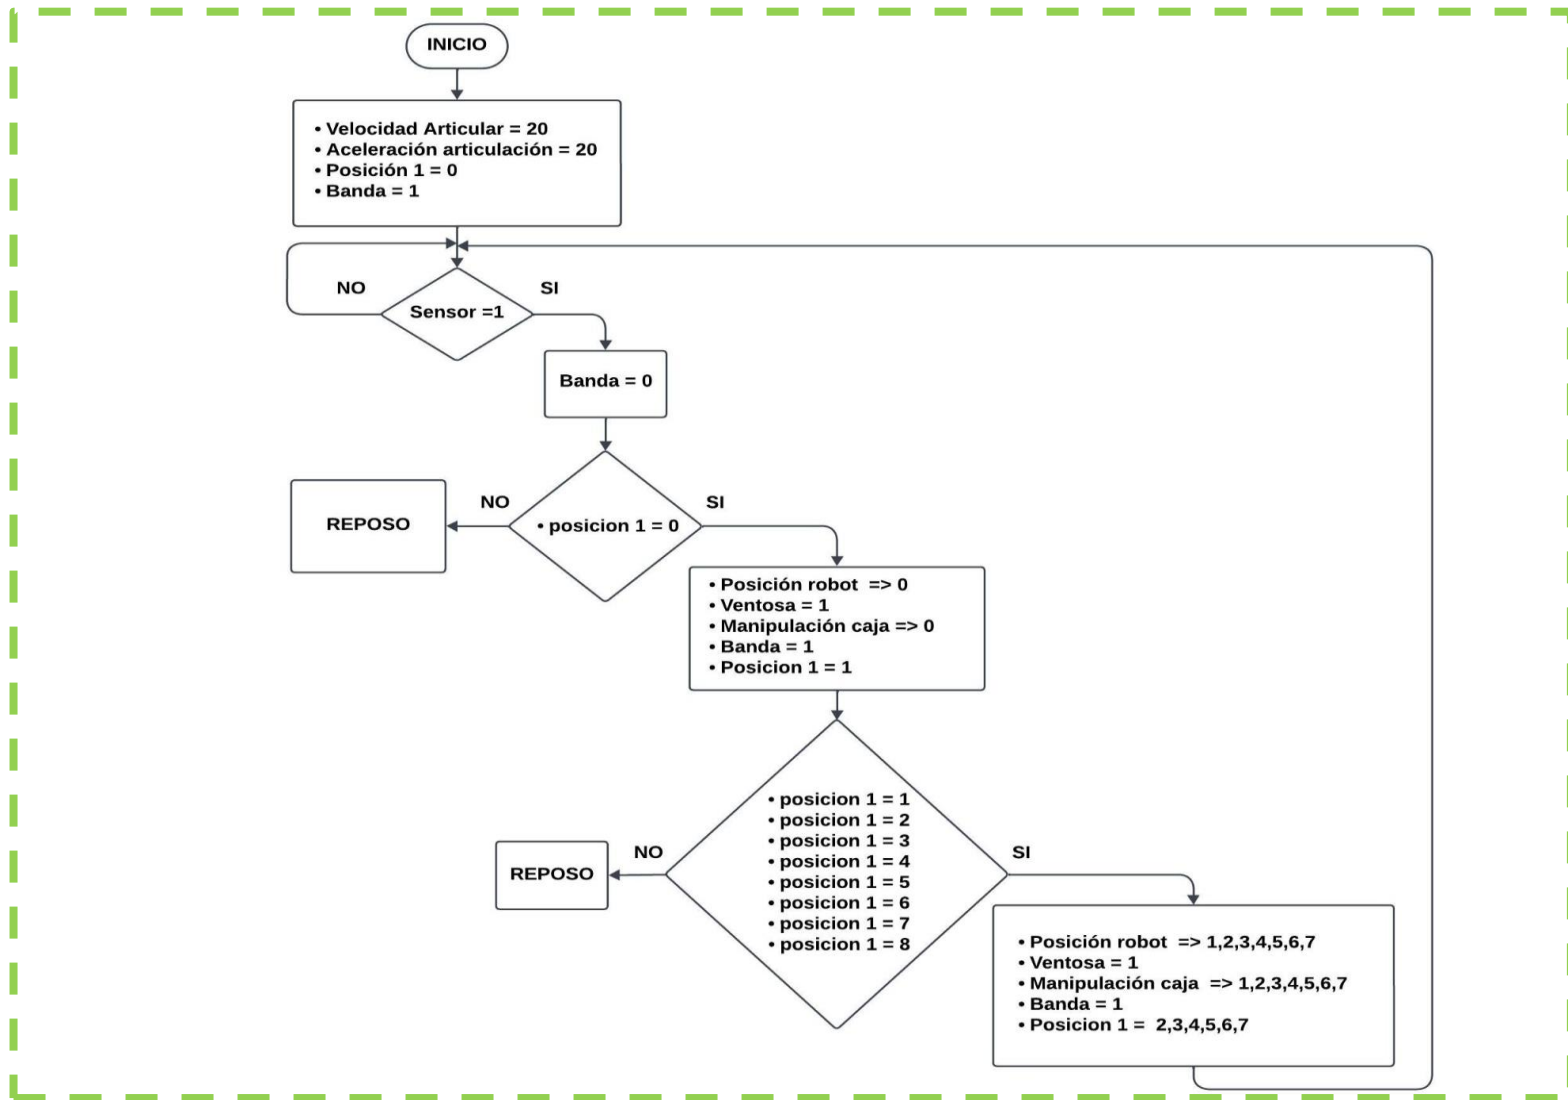 INICIO
• Velocidad Articular = 20
• Aceleración articulación = 20
• Posición 1 = 0
• Banda = 1
NO
SI
Sensor =1
Banda = 0
NO
SI
REPOSO
• posicion 1 = 0
• Posición robot => 0
• Ventosa = 1
• Manipulación caja => 0
• Banda = 1
• Posicion 1 = 1
• posicion 1 = 1
• posicion 1 = 2
• posicion 1 = 3
• posicion 1 = 4
• posicion 1 = 5
• posicion 1 = 6
• posicion 1 = 7
• posicion 1 = 8
NO
SI
REPOSO
• Posición robot => 1,2,3,4,5,6,7
• Ventosa = 1
• Manipulación caja => 1,2,3,4,5,6,7
• Banda = 1
• Posicion 1 = 2,3,4,5,6,7